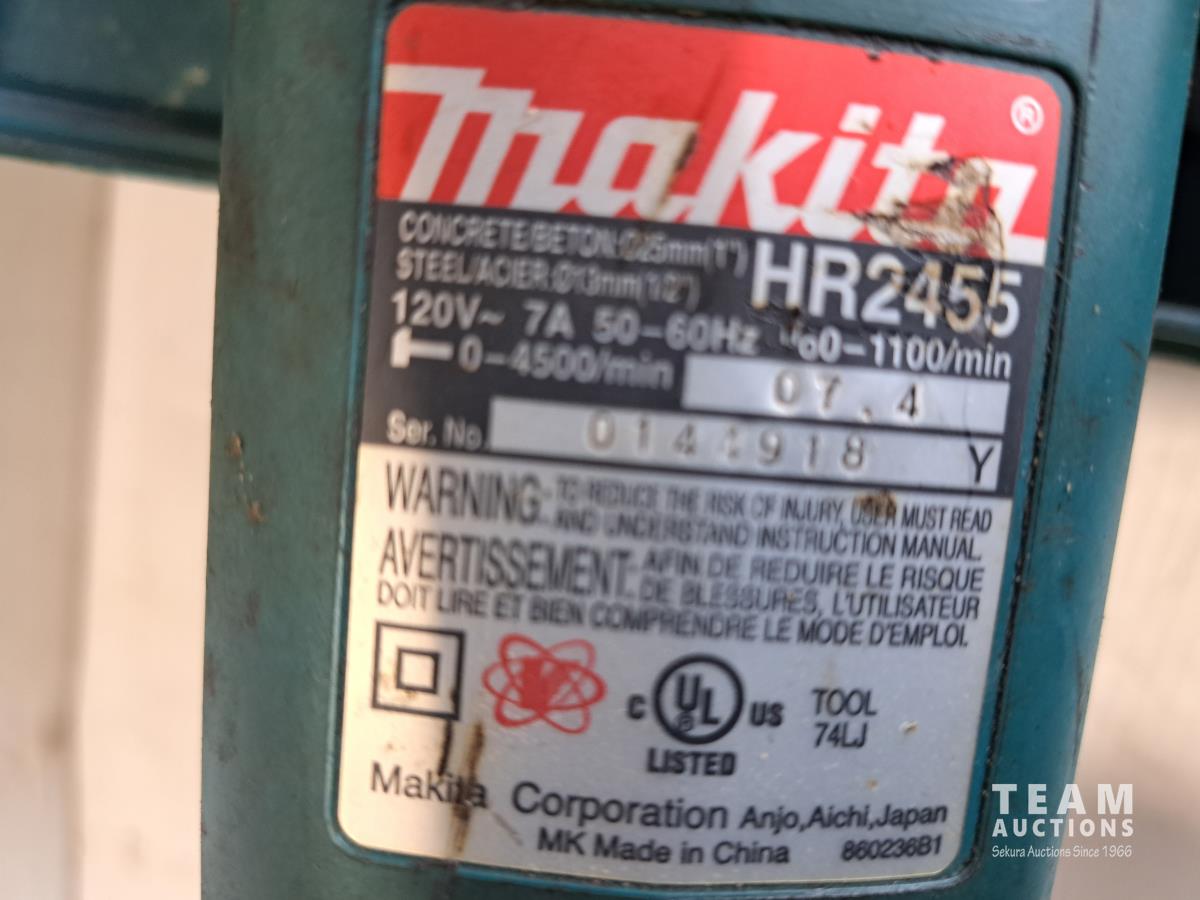 makita ®
CONCRETE/BETON:Ø25mm(1")
STEEL/ACIER:Ø13mm(1/2")
HR2455
120V~ 7A 50-60Hz
0-1100/min
0-4500/min
07.4
Ser. No.
Y
WARNING:-TO REDUCE THE RISK OF INJURY, USER MUST READ
AND UNDERSTAND INSTRUCTION MANUAL.
AVERTISSEMENT:-AFIN DE REDUIRE LE RISQUE
DE BLESSURES, L'UTILISATEUR
DOIT LIRE ET BIEN COMPRENDRE LE MODE D'EMPLOI.
C UL ® US
LISTED
TOOL
74LJ
Makita Corporation Anjo,Aichi,Japan
MK Made in China 860236B1
TEAM
AUCTIONS
Sekura Auctions Since 1966